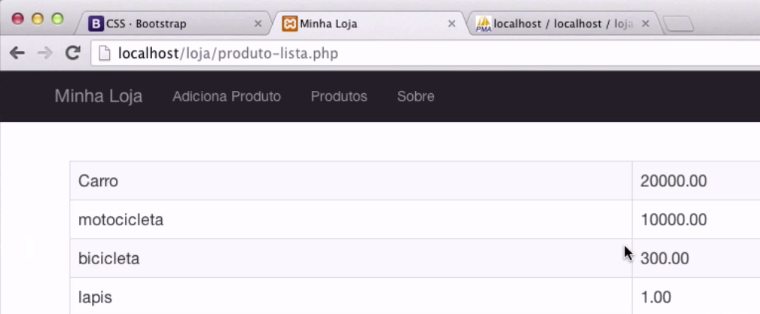 CSS · Bootstrap
Minha Loja
localhost / localhost / loja
localhost/loja/produto-lista.php
Minha Loja Adiciona Produto Produtos Sobre
Carro 20000.00
motocicleta 10000.00
bicicleta 300.00
lapis 1.00